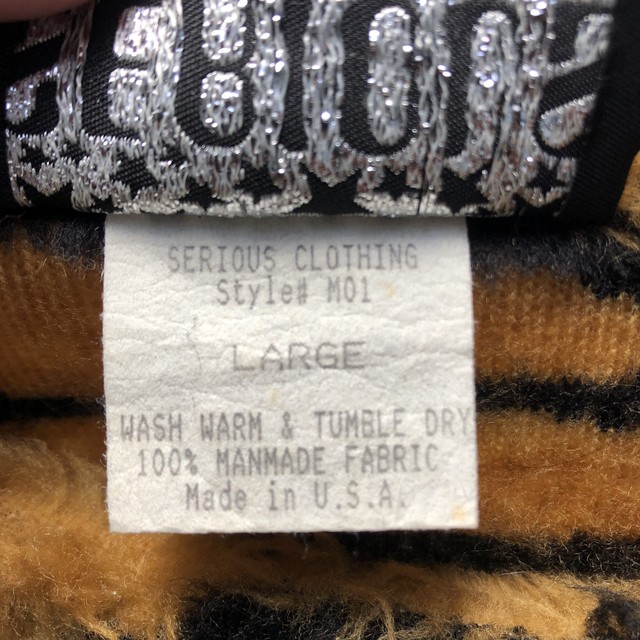 SERIOUS CLOTHING
Style# M01
LARGE
WASH WARM & TUMBLE DRY
100% MANMADE FABRIC
Made in U.S.A.